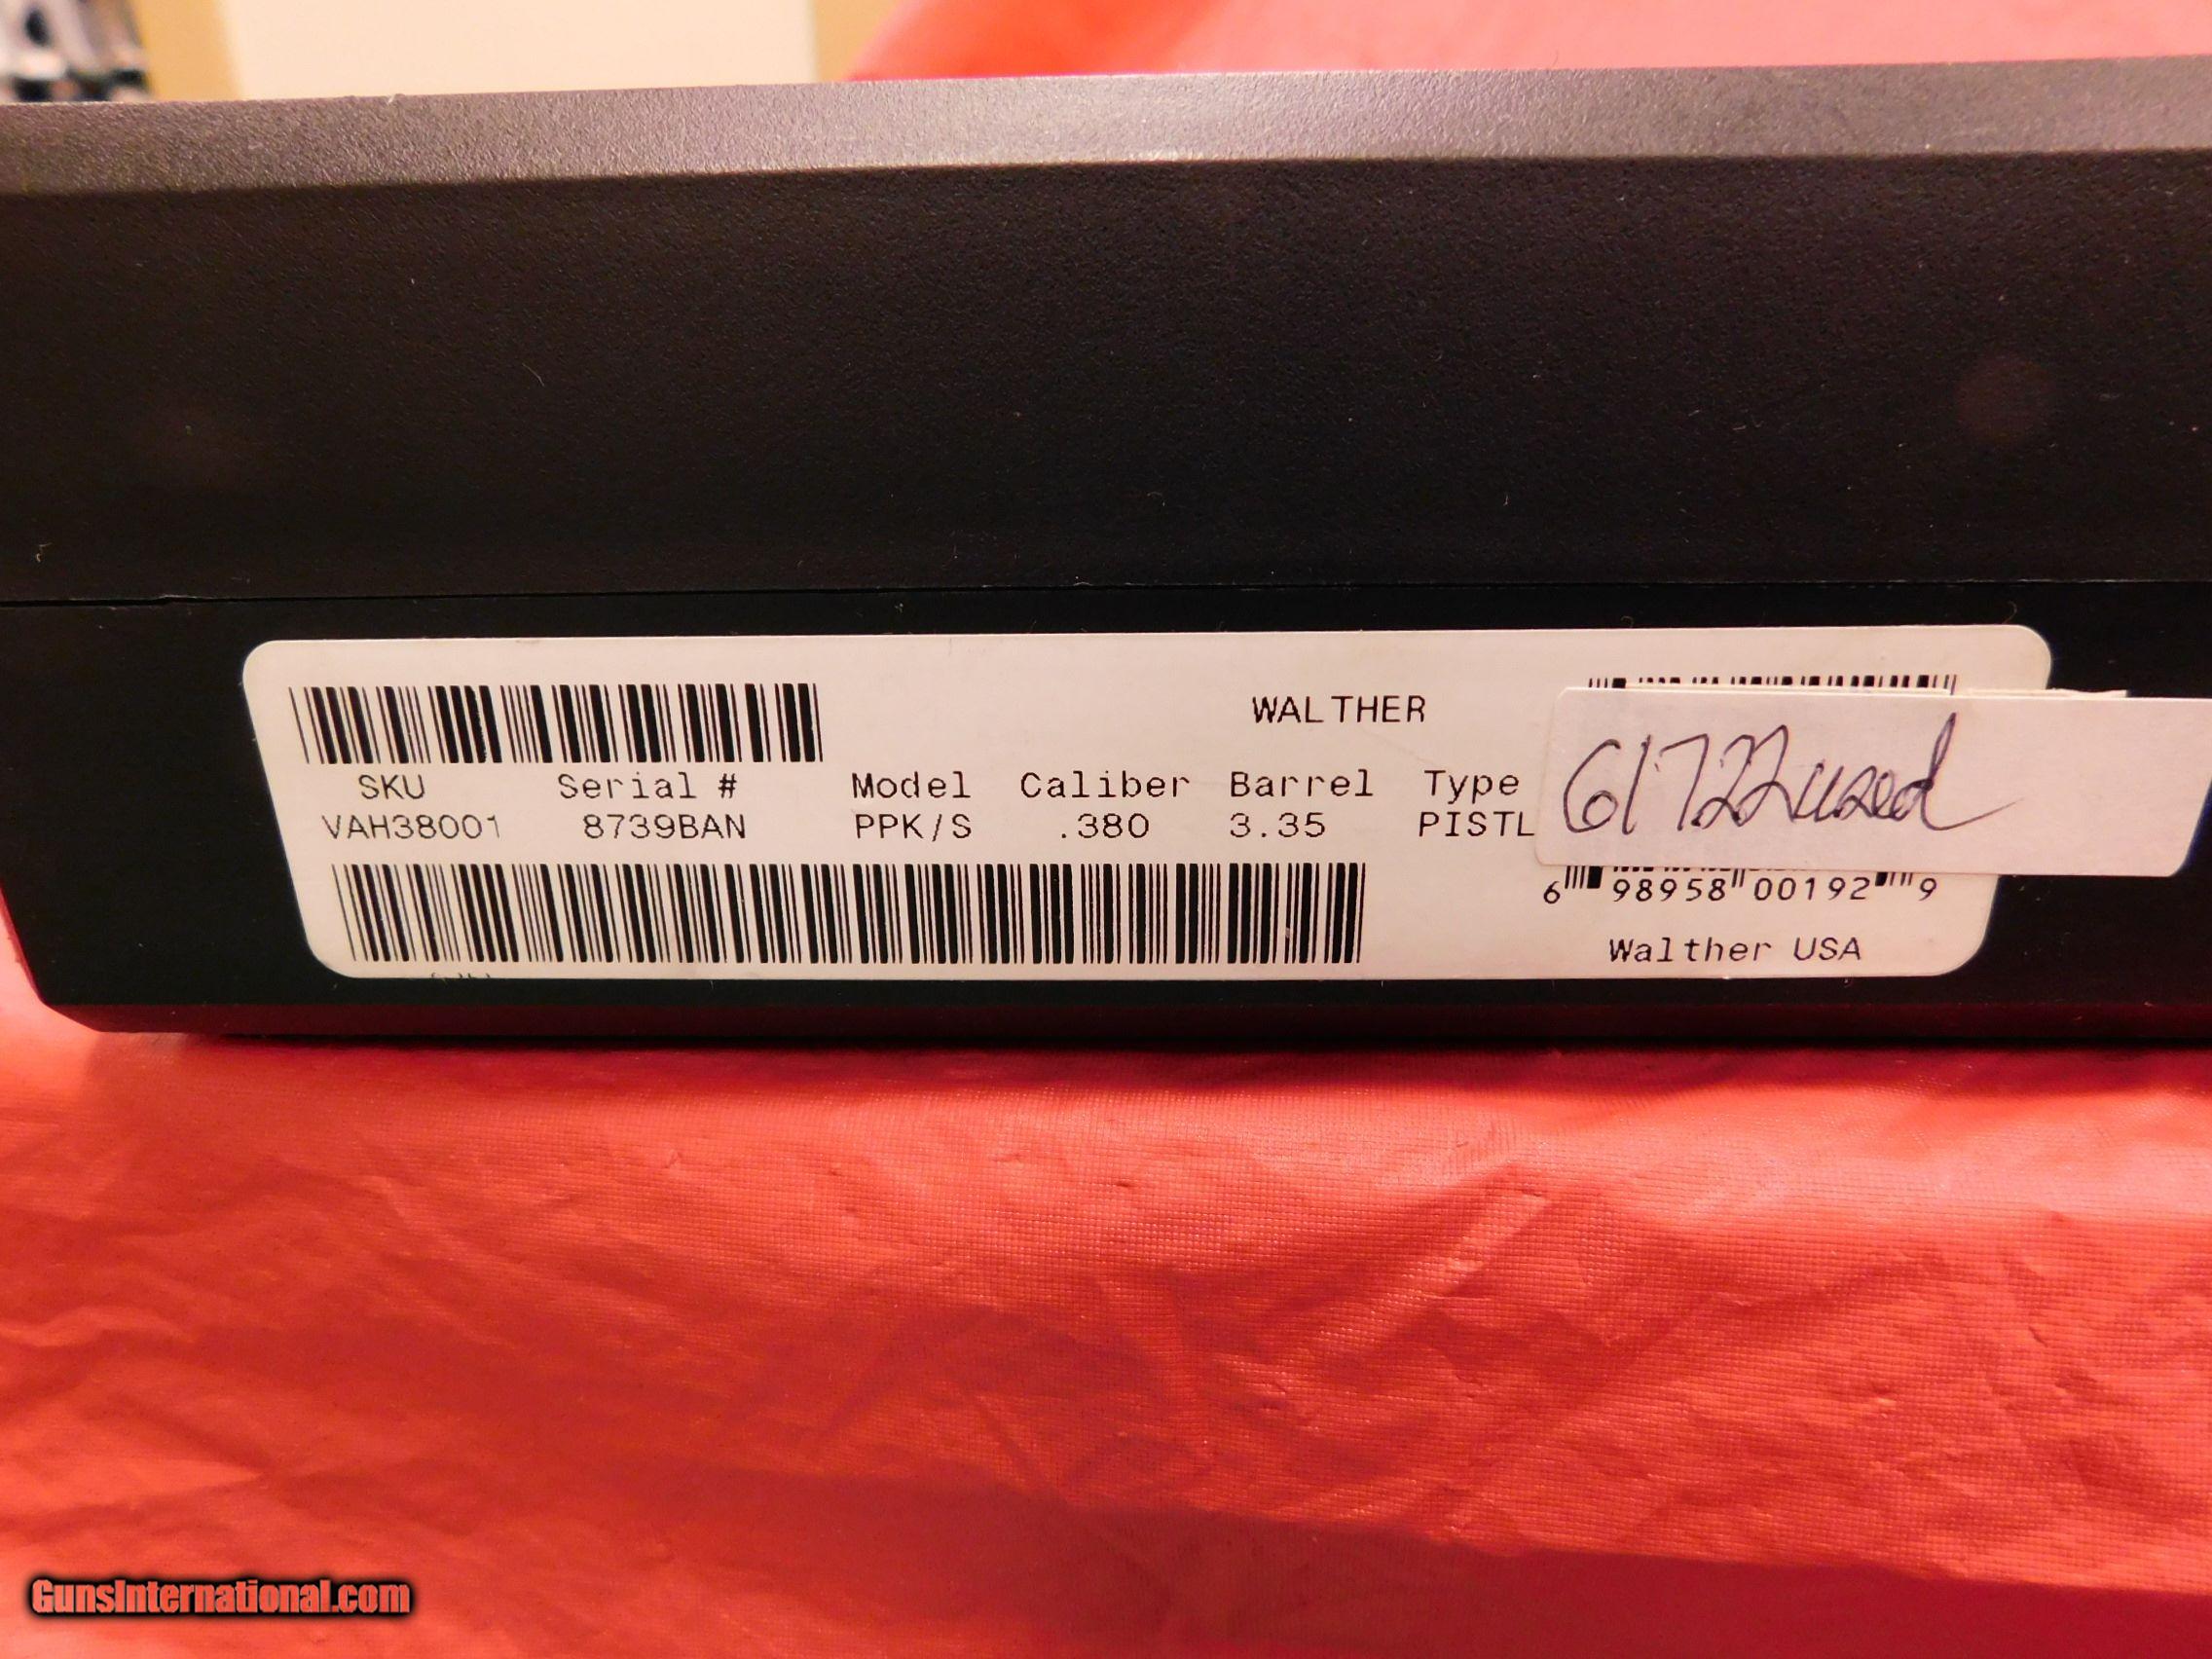 WALTHER
SKU Serial # Model Caliber Barrel Type
VAH38001 8739BAN PPK/S .380 3.35 PISTL
61722used
6 98958 00192 9
Walther USA
GunsInternational.com